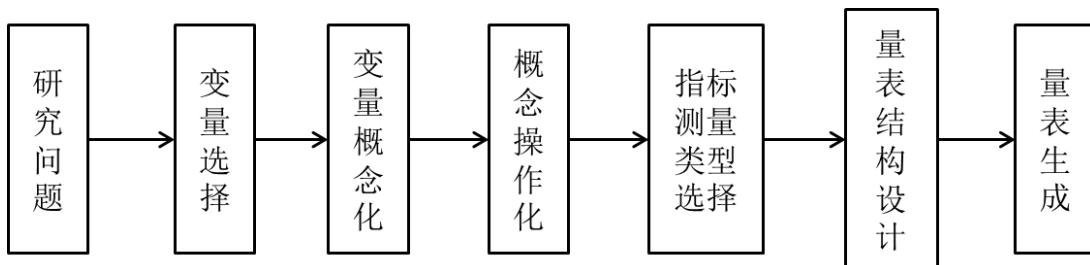 研究问题
变量选择
变量概念化
概念操作化
指标
测量
类型
选择
量表结构设计
量表生成